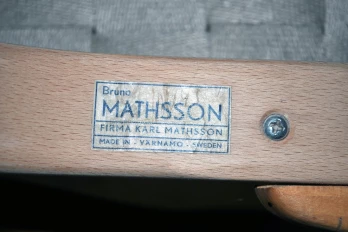 Bruno
MATHSSON
FIRMA KARL MATHSSON
MADE IN - VÄRNAMO - SWEDEN